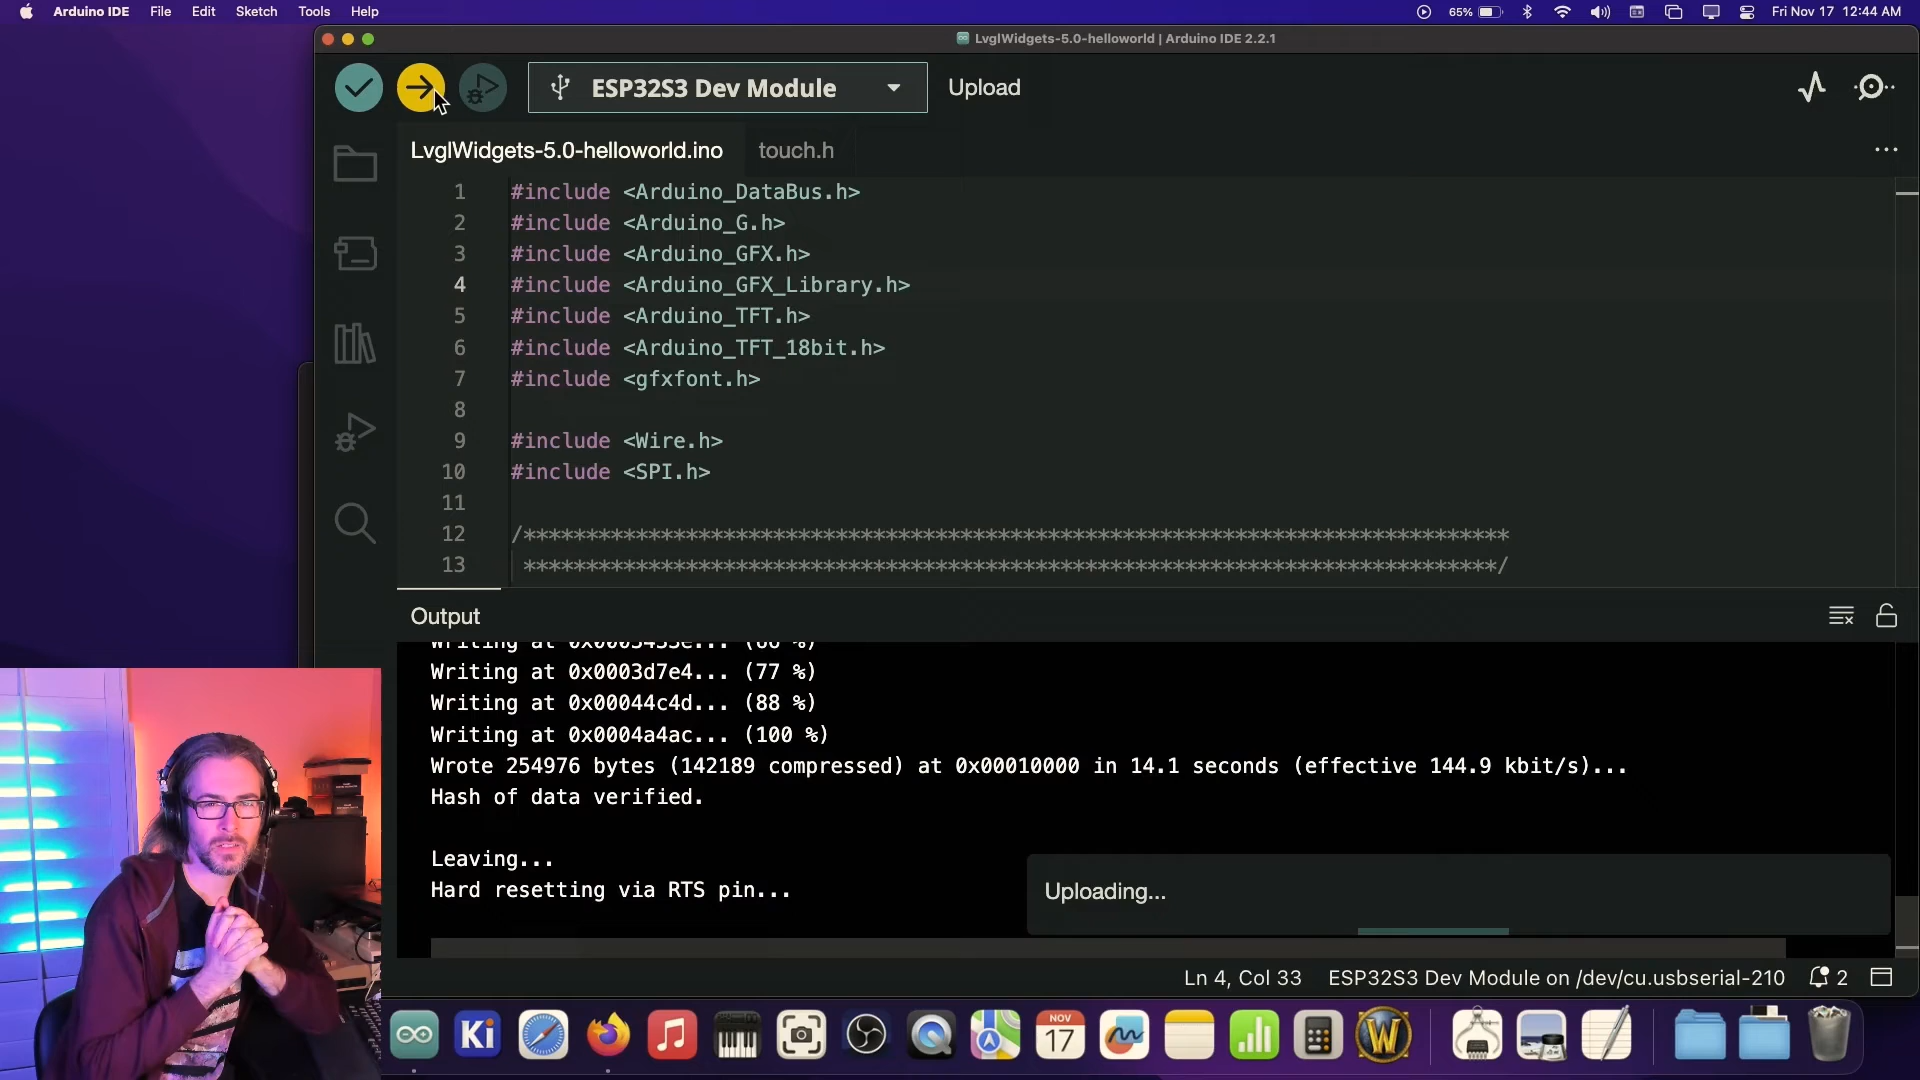 Arduino IDE File Edit Sketch Tools Help 65% Fri Nov 17 12:44 AM
LvglWidgets-5.0-helloworld | Arduino IDE 2.2.1
ESP32S3 Dev Module Upload
LvglWidgets-5.0-helloworld.ino touch.h
1 #include <Arduino_DataBus.h>
2 #include <Arduino_G.h>
3 #include <Arduino_GFX.h>
4 #include <Arduino_GFX_Library.h>
5 #include <Arduino_TFT.h>
6 #include <Arduino_TFT_18bit.h>
7 #include <gfxfont.h>
8
9 #include <Wire.h>
10 #include <SPI.h>
11
12 /*******************************************************************************
13 ******************************************************************************/
Output
Writing at
Writing at 0x0003d7e4... (77 %)
Writing at 0x00044c4d... (88 %)
Writing at 0x0004a4ac... (100 %)
Wrote 254976 bytes (142189 compressed) at 0x00010000 in 14.1 seconds (effective 144.9 kbit/s)...
Hash of data verified.
Leaving...
Hard resetting via RTS pin...
Uploading...
Ln 4, Col 33 ESP32S3 Dev Module on /dev/cu.usbserial-210 2
Ki NOV 17 W